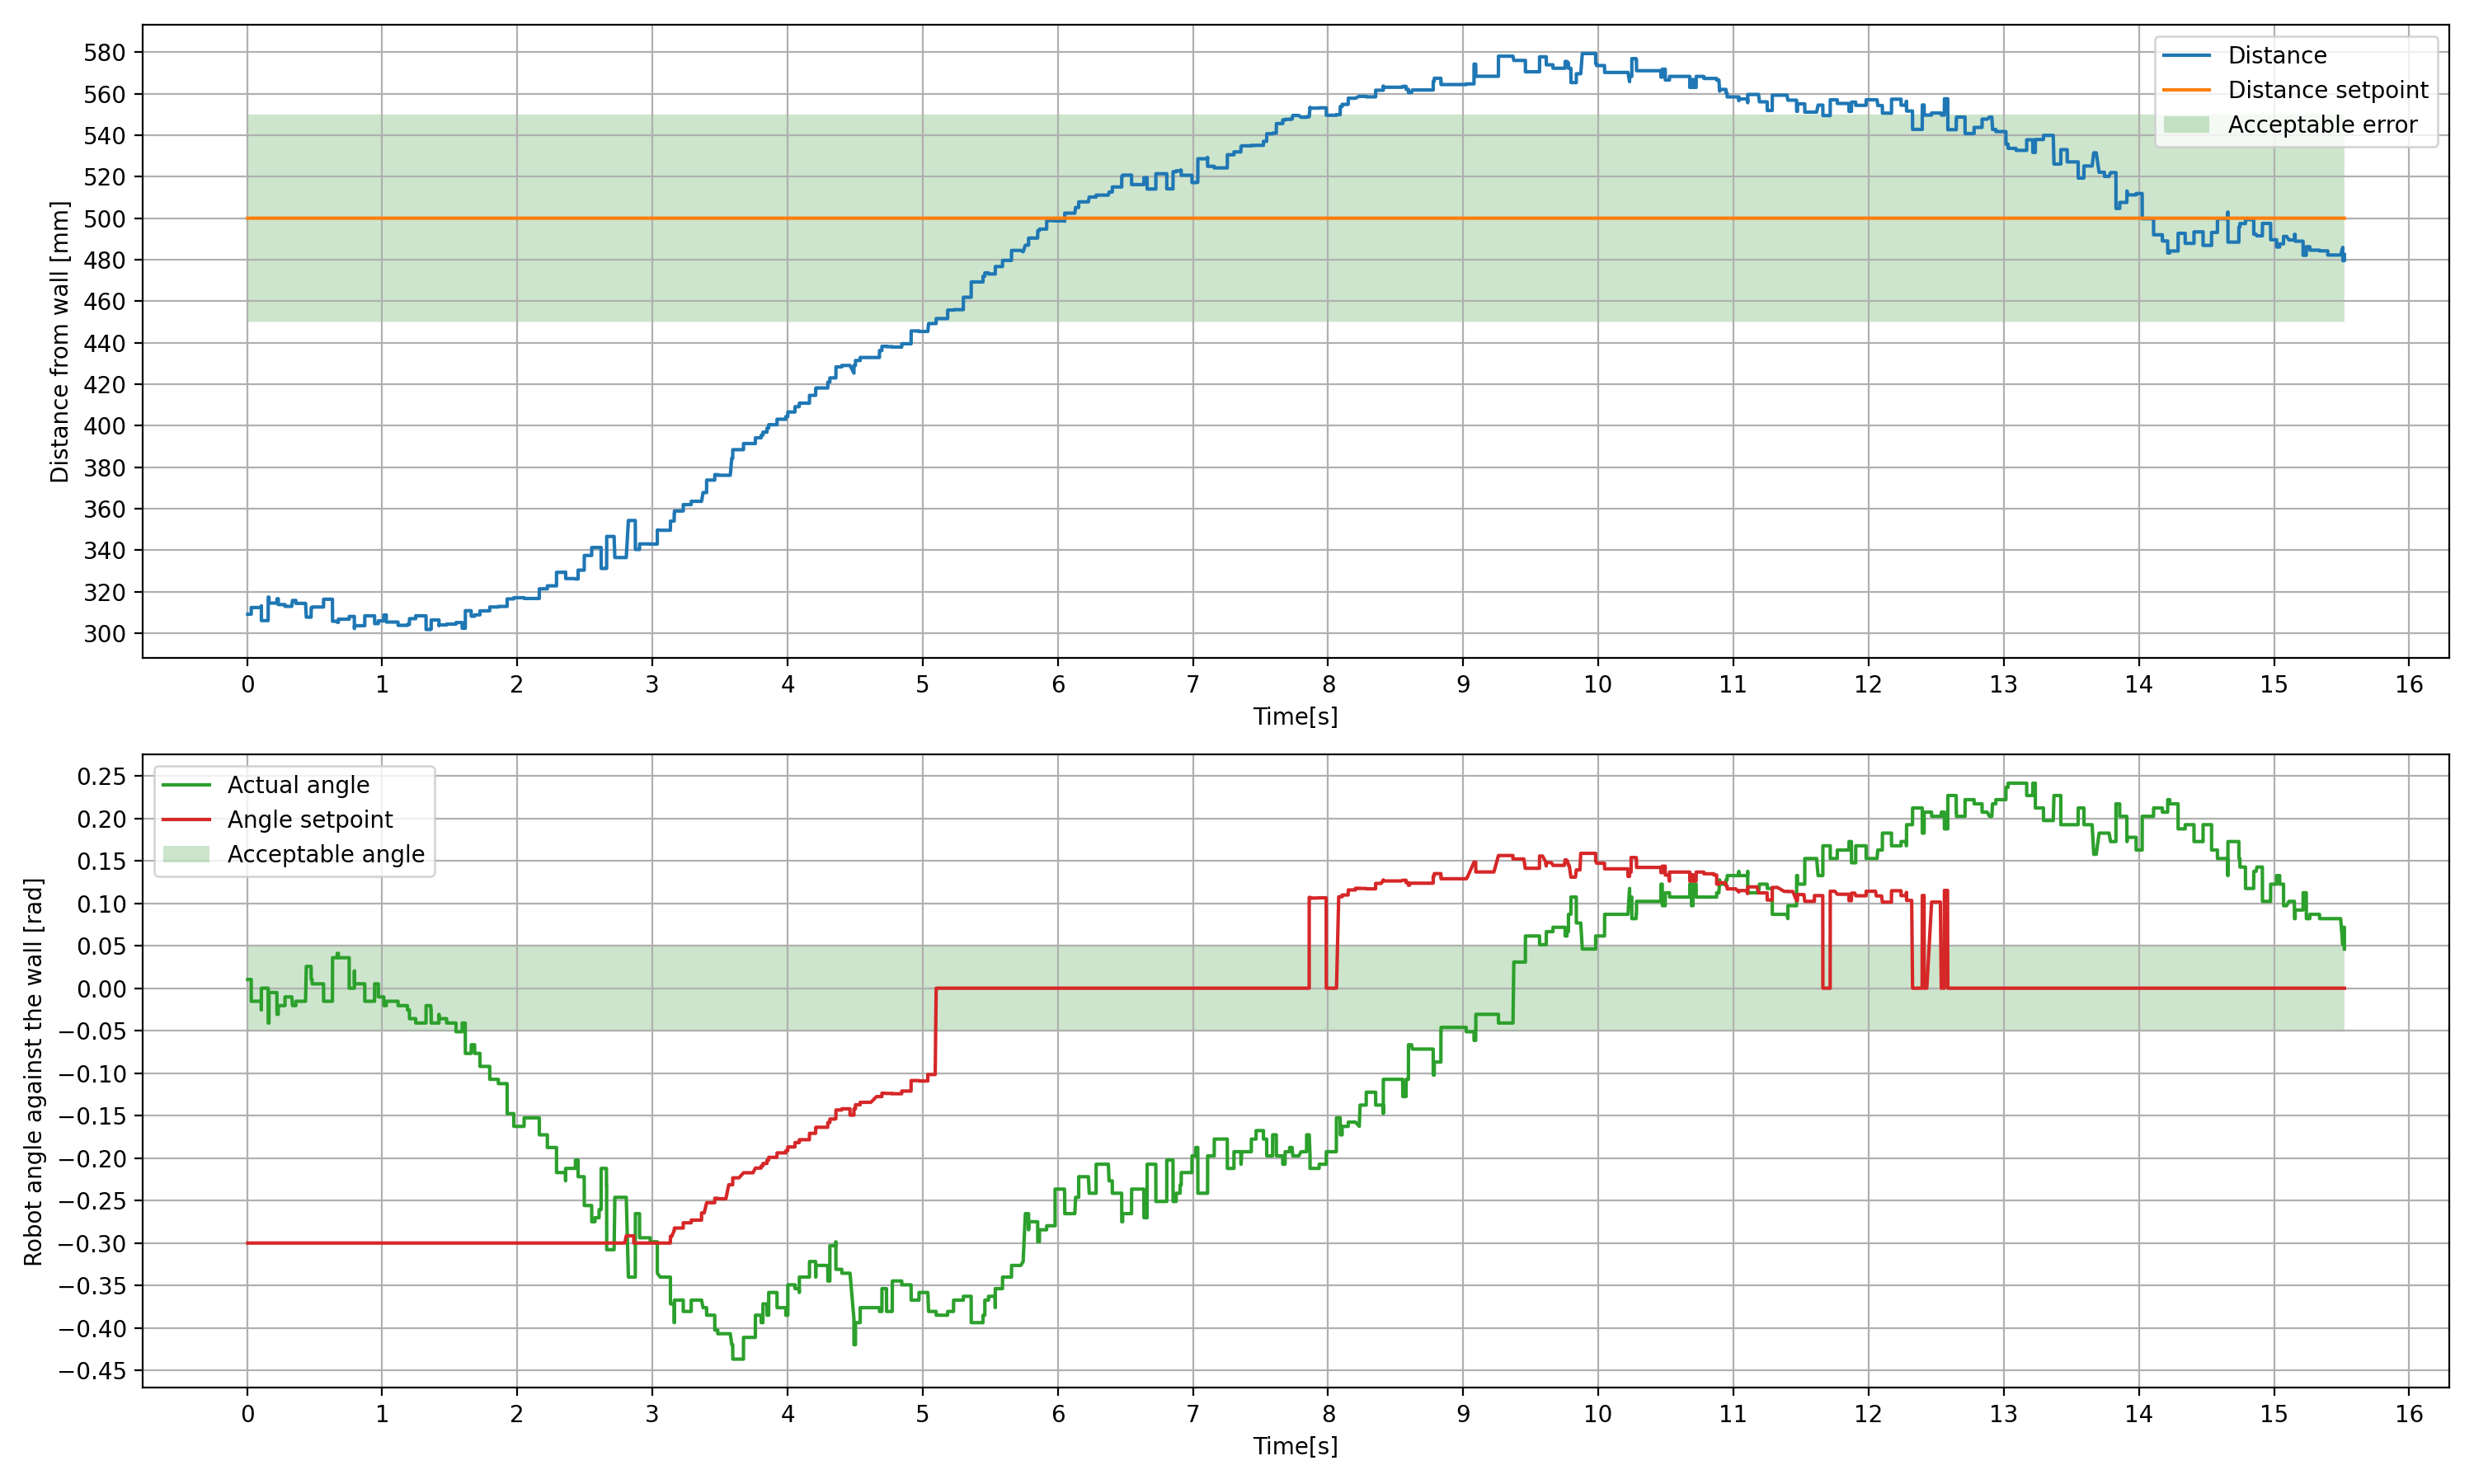 580
560
540
520
500
480
460
440
420
400
380
360
340
320
300
Distance from wall [mm]
Distance
Distance setpoint
Acceptable error
0 1 2 3 4 5 6 7 8 9 10 11 12 13 14 15 16
Time[s]
0.25
0.20
0.15
0.10
0.05
0.00
−0.05
−0.10
−0.15
−0.20
−0.25
−0.30
−0.35
−0.40
−0.45
Robot angle against the wall [rad]
Actual angle
Angle setpoint
Acceptable angle
0 1 2 3 4 5 6 7 8 9 10 11 12 13 14 15 16
Time[s]